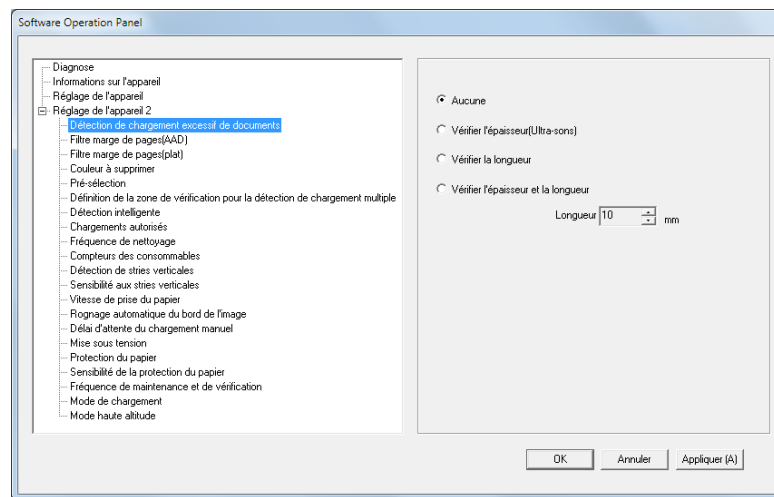 Software Operation Panel
Diagnose
Informations sur l'appareil
Réglage de l'appareil
Réglage de l'appareil 2
Détection de chargement excessif de documents
Filtre marge de pages(AAD)
Filtre marge de pages(plat)
Couleur à supprimer
Pré-sélection
Définition de la zone de vérification pour la détection de chargement multiple
Détection intelligente
Chargements autorisés
Fréquence de nettoyage
Compteurs des consommables
Détection de stries verticales
Sensibilité aux stries verticales
Vitesse de prise du papier
Rognage automatique du bord de l'image
Délai d'attente du chargement manuel
Mise sous tension
Protection du papier
Sensibilité de la protection du papier
Fréquence de maintenance et de vérification
Mode de chargement
Mode haute altitude
Aucune
Vérifier l'épaisseur(Ultra-sons)
Vérifier la longueur
Vérifier l'épaisseur et la longueur
Longueur 10 mm
OK Annuler Appliquer (A)